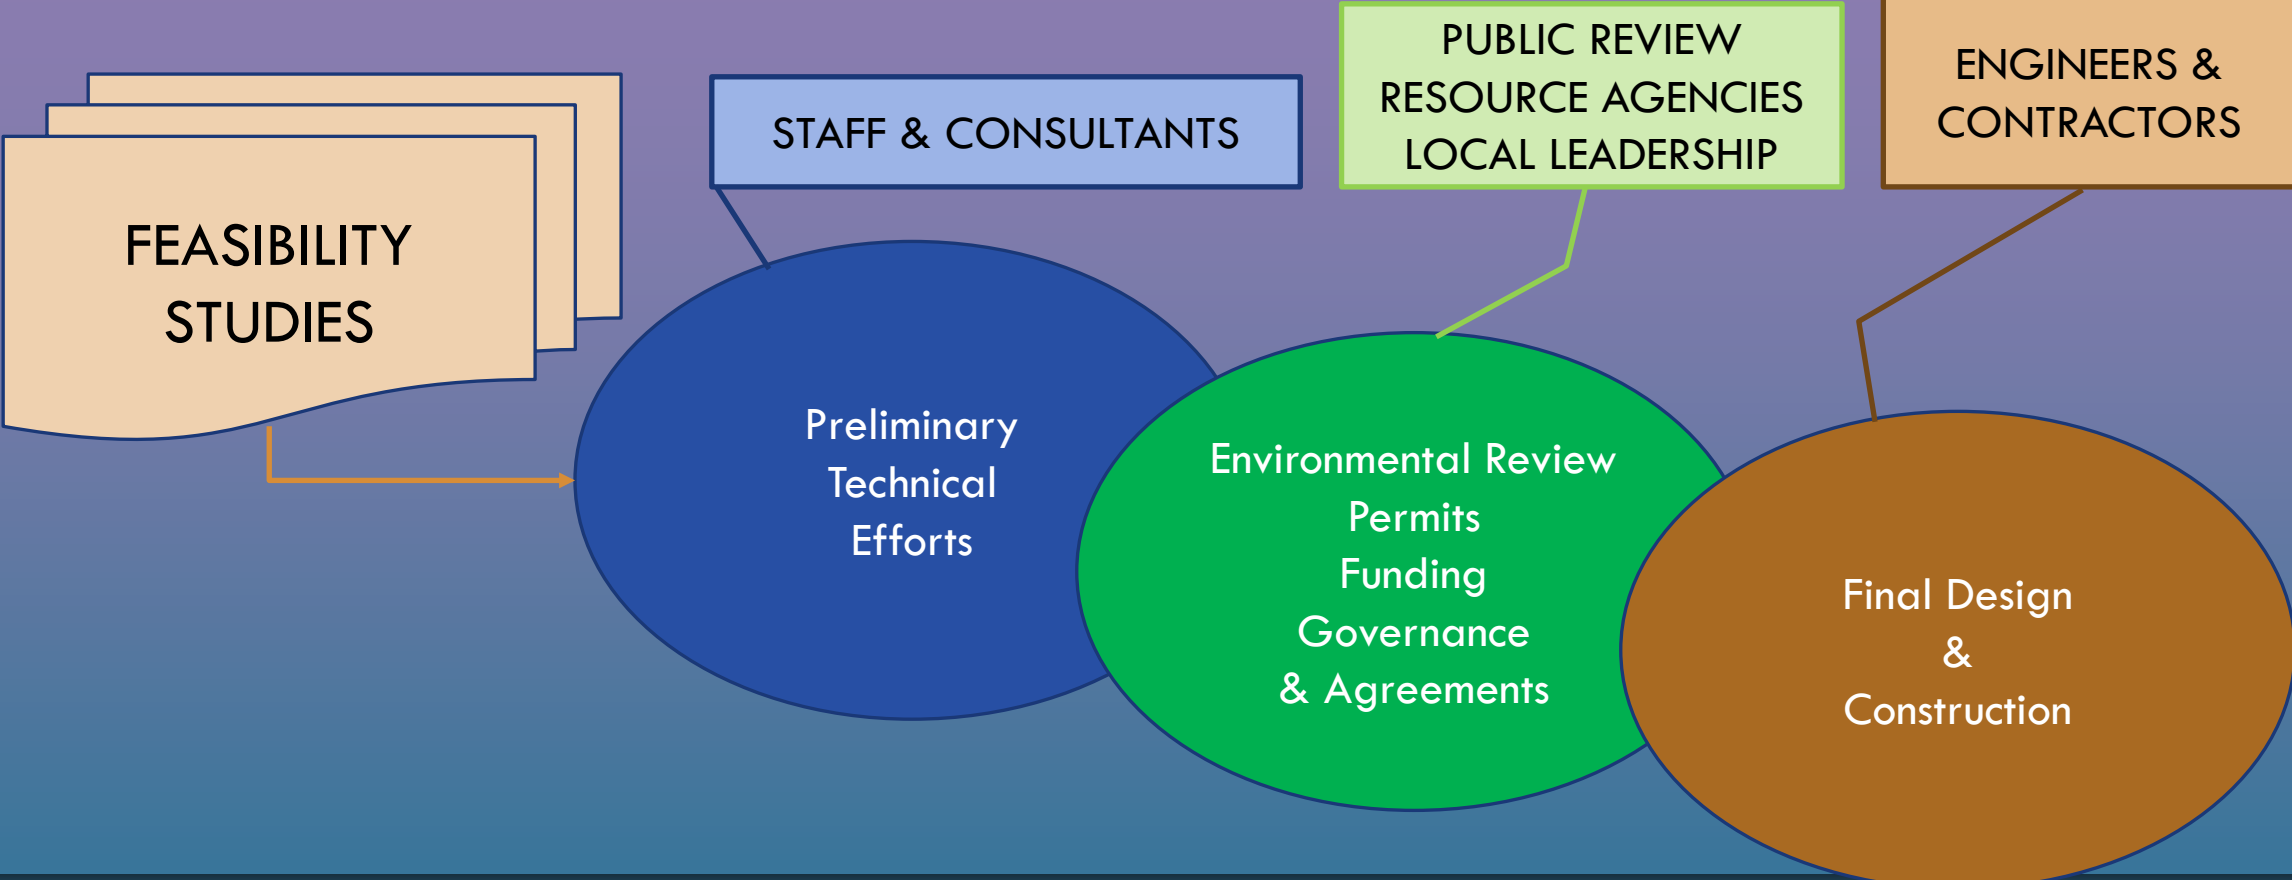 FEASIBILITY
STUDIES
STAFF & CONSULTANTS
PUBLIC REVIEW
RESOURCE AGENCIES
LOCAL LEADERSHIP
ENGINEERS &
CONTRACTORS
Preliminary
Technical
Efforts
Environmental Review
Permits
Funding
Governance
& Agreements
Final Design
&
Construction